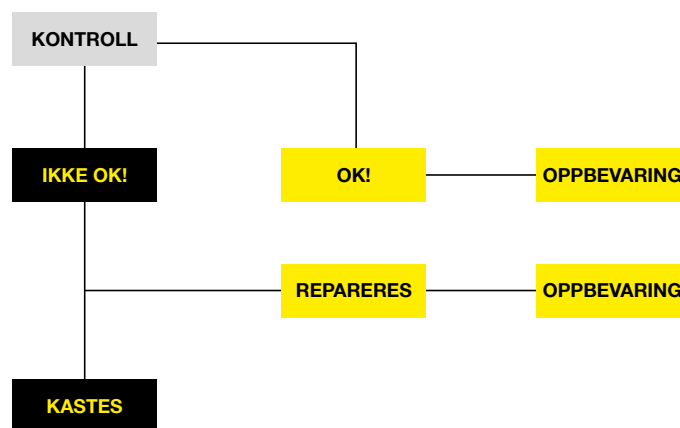 KONTROLL
IKKE OK!
OK!
OPPBEVARING
REPARERES
OPPBEVARING
KASTES